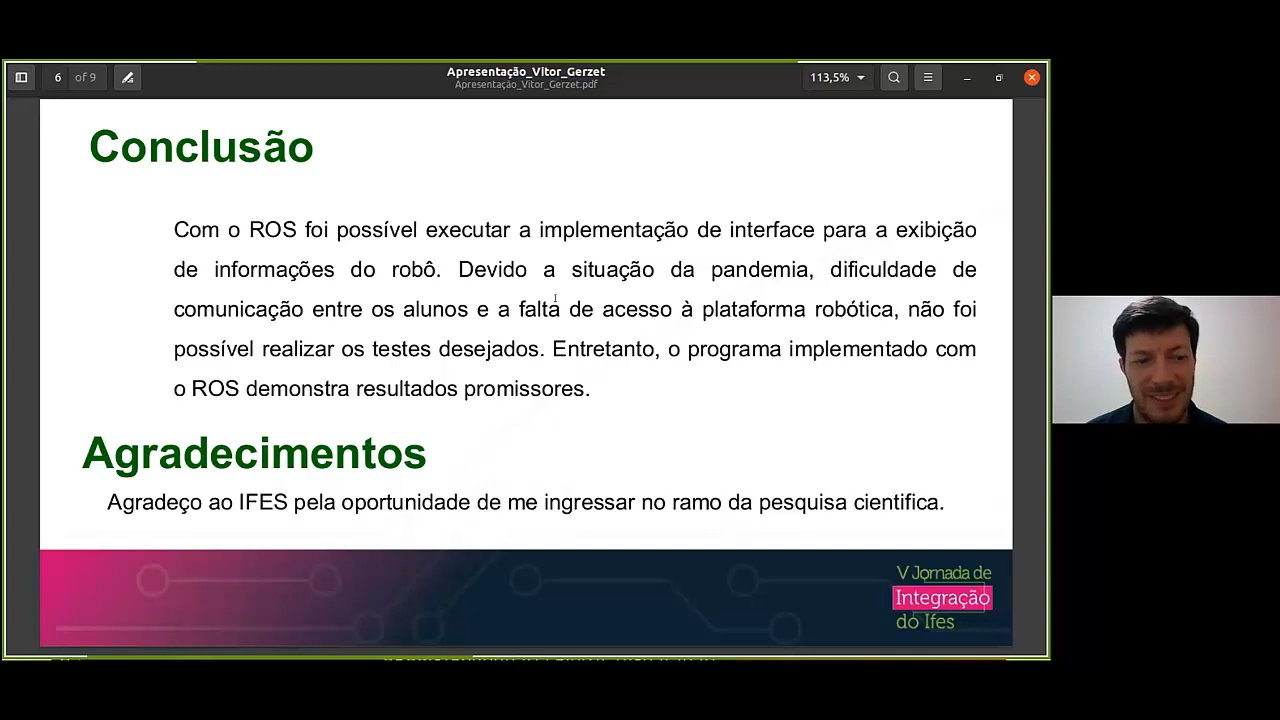 6 of 9
Apresentação_Vitor_Gerzet
Apresentação_Vitor_Gerzet.pdf
113,5%
Conclusão
Com o ROS foi possível executar a implementação de interface para a exibição
de informações do robô. Devido a situação da pandemia, dificuldade de
comunicação entre os alunos e a falta de acesso à plataforma robótica, não foi
possível realizar os testes desejados. Entretanto, o programa implementado com
o ROS demonstra resultados promissores.
Agradecimentos
Agradeço ao IFES pela oportunidade de me ingressar no ramo da pesquisa cientifica.
V Jornada de
Integração
do Ifes